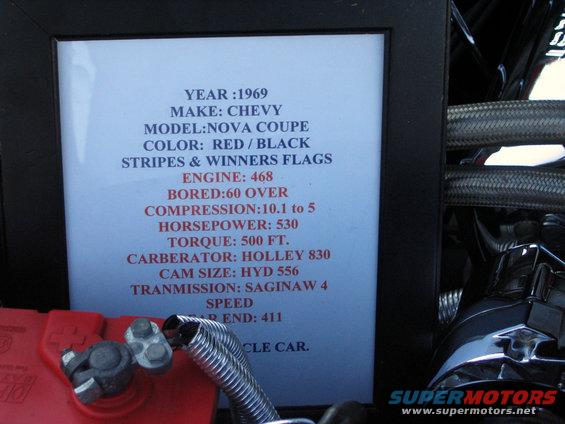 YEAR :1969
MAKE: CHEVY
MODEL:NOVA COUPE
COLOR: RED / BLACK
STRIPES & WINNERS FLAGS
ENGINE: 468
BORED:60 OVER
COMPRESSION:10.1 to 5
HORSEPOWER: 530
TORQUE: 500 FT.
CARBERATOR: HOLLEY 830
CAM SIZE: HYD 556
TRANMISSION: SAGINAW 4
SPEED
END: 411
CAR.
SUPERMOTORS
www.supermotors.net